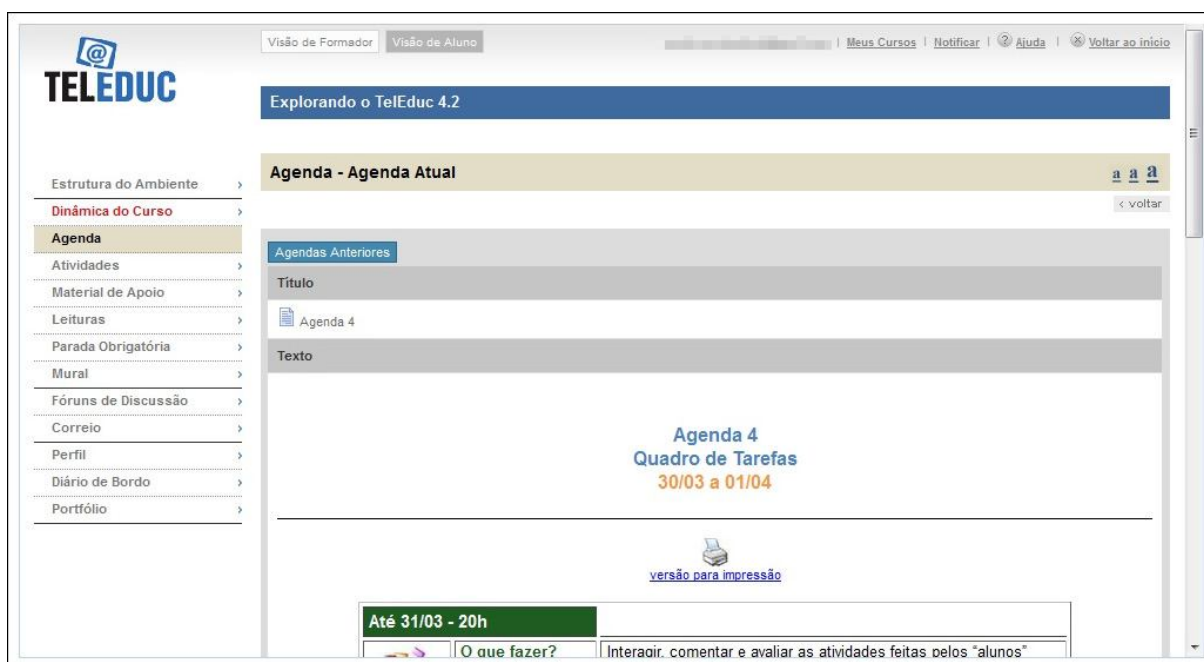 Visão de Formador Visão de Aluno | Meus Cursos | Notificar | Ajuda | Voltar ao início
@
TELEDUC
Explorando o TelEduc 4.2
Agenda - Agenda Atual a a a
‹ voltar
Estrutura do Ambiente ›
Dinâmica do Curso ›
Agenda
Atividades ›
Material de Apoio ›
Leituras ›
Parada Obrigatória ›
Mural ›
Fóruns de Discussão ›
Correio ›
Perfil ›
Diário de Bordo ›
Portfólio ›
Agendas Anteriores
Título
Agenda 4
Texto
Agenda 4
Quadro de Tarefas
30/03 a 01/04
versão para impressão
Até 31/03 - 20h
O que fazer? Interagir, comentar e avaliar as atividades feitas pelos "alunos"